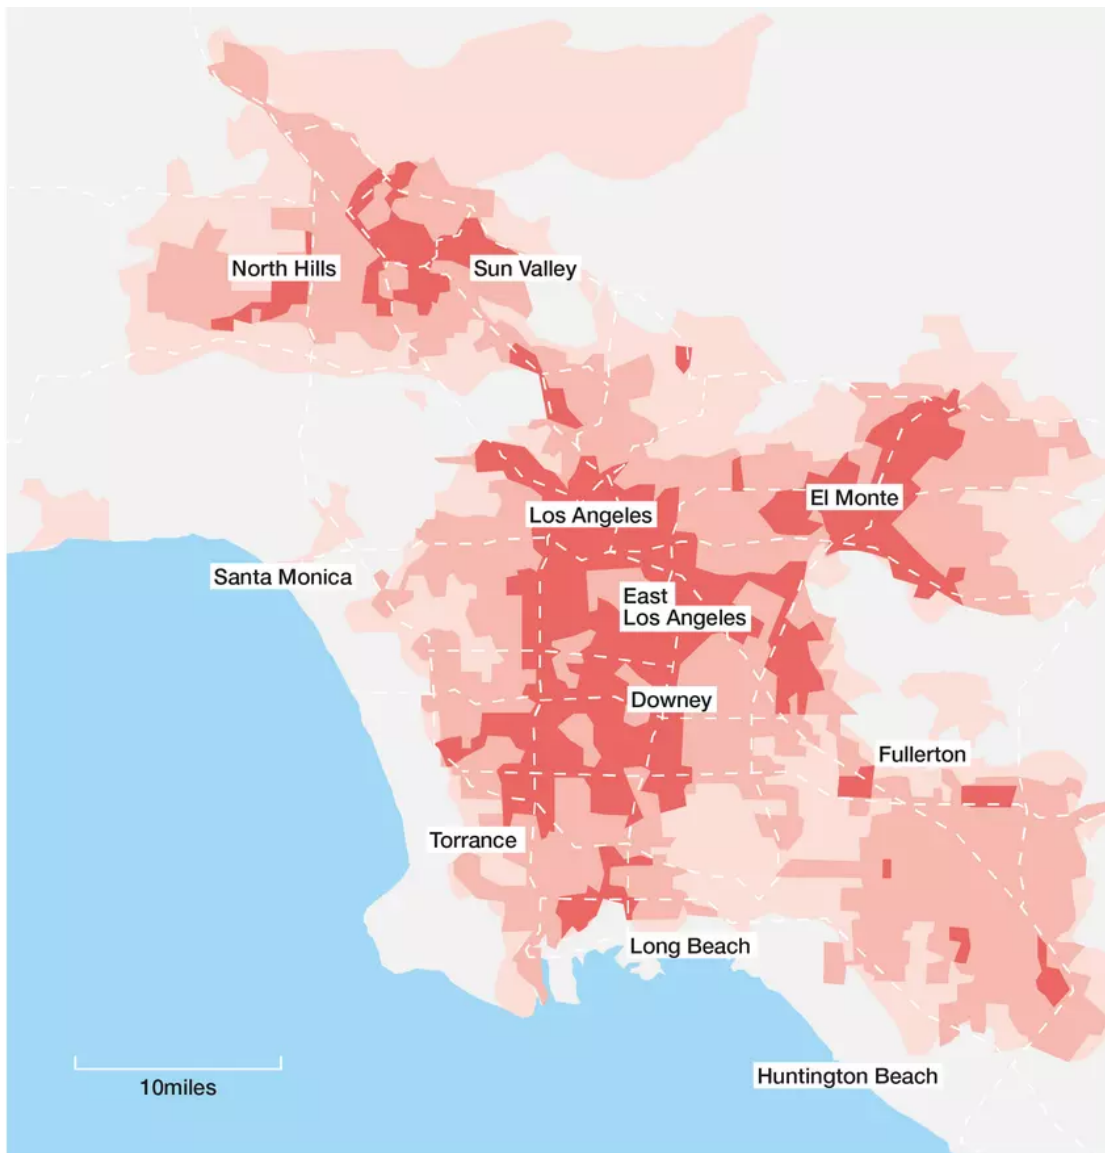 North Hills
Sun Valley
El Monte
Los Angeles
Santa Monica
East
Los Angeles
Downey
Fullerton
Torrance
Long Beach
Huntington Beach
10miles